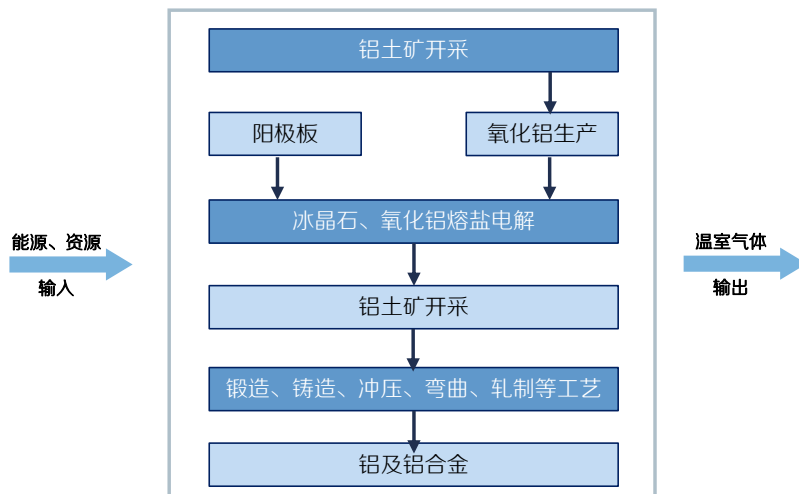 铝土矿开采
阳极板
氧化铝生产
冰晶石、氧化铝熔盐电解
能源、资源
输入
温室气体
输出
铝土矿开采
锻造、铸造、冲压、弯曲、轧制等工艺
铝及铝合金